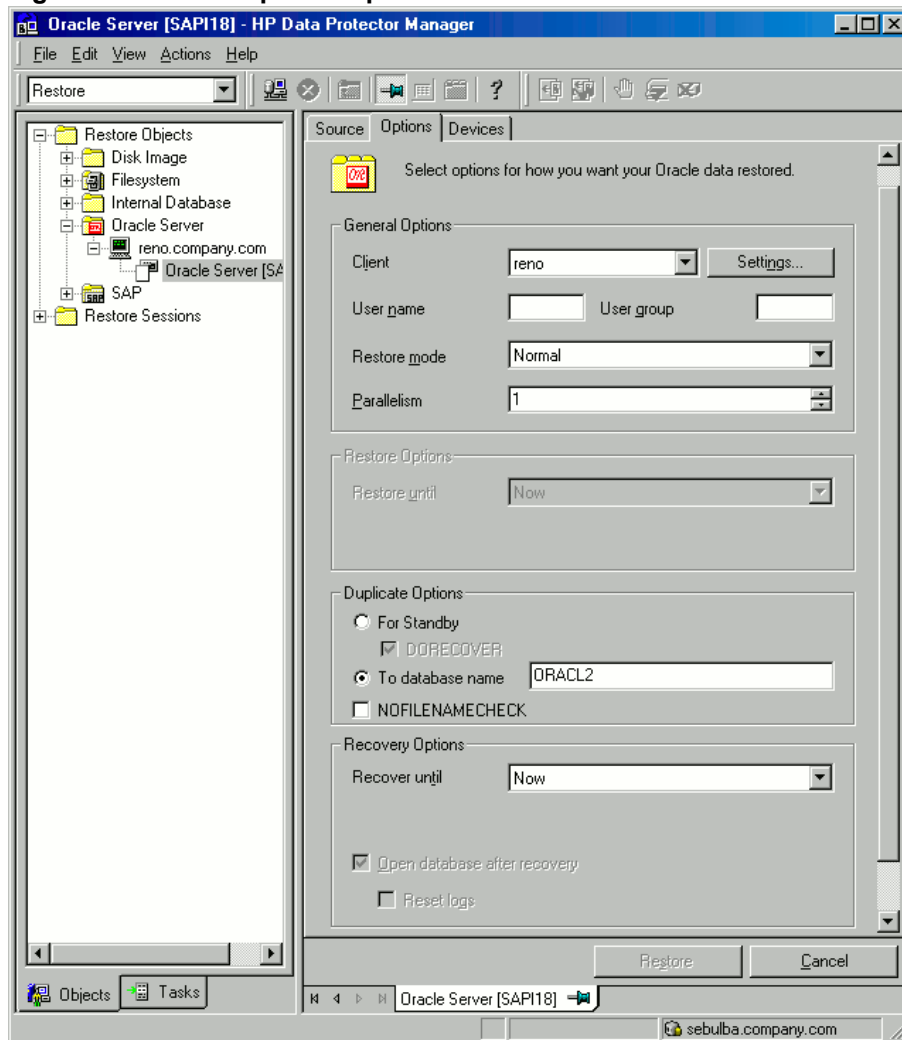 Oracle Server [SAPI18] - HP Data Protector Manager
File Edit View Actions Help
Restore
Restore Objects
Disk Image
Filesystem
Internal Database
Oracle Server
reno.company.com
Oracle Server [SA
SAP
Restore Sessions
Source Options Devices
Select options for how you want your Oracle data restored.
General Options
Client reno Settings...
User name User group
Restore mode Normal
Parallelism 1
Restore Options
Restore until Now
Duplicate Options
For Standby
DORECOVER
To database name ORACL2
NOFILENAMECHECK
Recovery Options
Recover until Now
Open database after recovery
Reset logs
Restore Cancel
Objects Tasks
Oracle Server [SAPI18]
sebulba.company.com